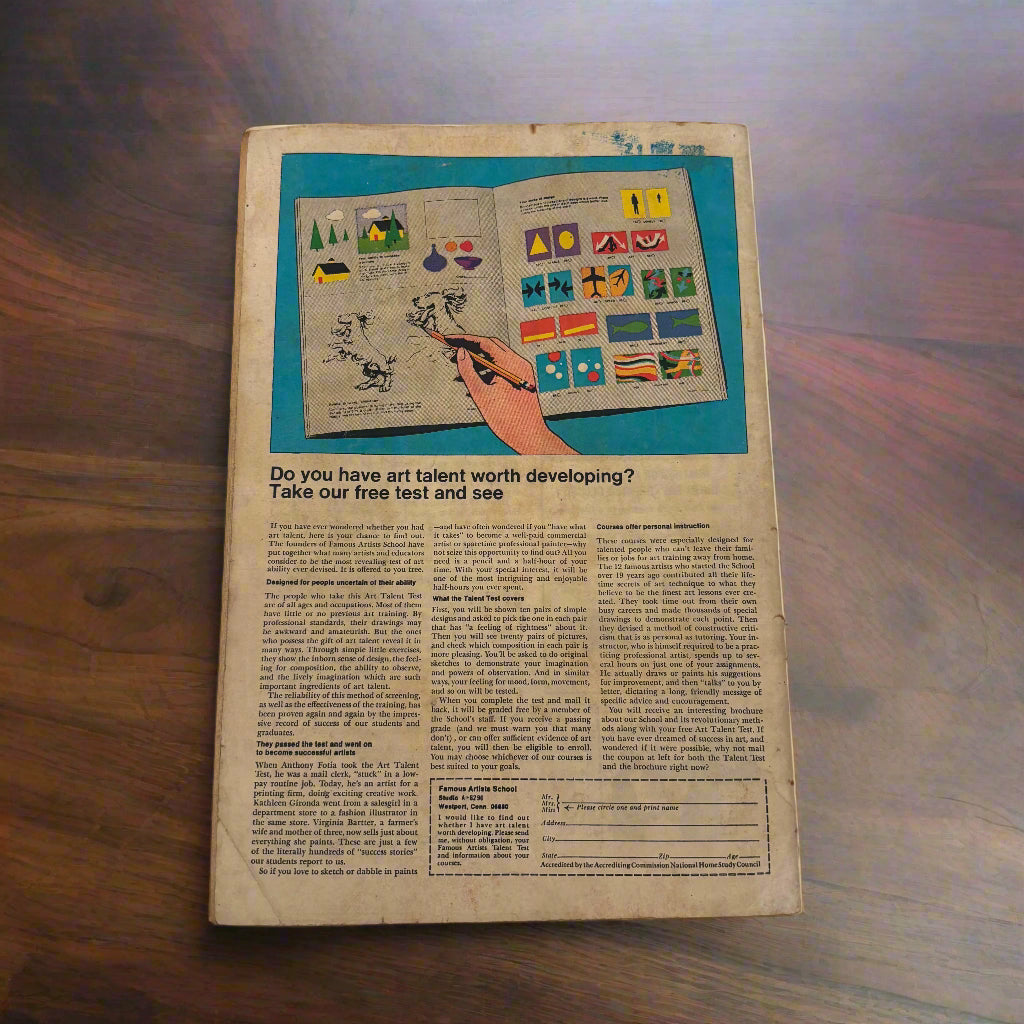 Do you have art talent worth developing?
Take our free test and see
If you have ever wondered whether you had
art talent, here is your chance to find out.
The founders of Famous Artists School have
put together what many artists and educators
consider to be the most revealing test of art
ability ever devised. It is offered to you free.
Designed for people uncertain of their ability
The people who take this Art Talent Test
are of all ages and occupations. Most of them
have little or no previous art training. By
professional standards, their drawings may
be awkward and amateurish. But the ones
who possess the gift of art talent reveal it in
many ways. Through simple little exercises,
they show the inborn sense of design, the feel-
ing for composition, the ability to observe,
and the lively imagination which are such
important ingredients of art talent.
The reliability of this method of screening,
as well as the effectiveness of the training, has
been proven again and again by the impres-
sive record of success of our students and
graduates.
They passed the test and went on
to become successful artists
When Anthony Fotia took the Art Talent
Test, he was a mail clerk, "stuck" in a low-
pay routine job. Today, he's an artist for a
printing firm, doing exciting creative work.
Kathleen Gironda went from a salesgirl in a
department store to a fashion illustrator in
the same store. Virginia Bartter, a farmer's
wife and mother of three, now sells just about
everything she paints. These are just a few
of the literally hundreds of "success stories"
our students report to us.
So if you love to sketch or dabble in paints
—and have often wondered if you "have what
it takes" to become a well-paid commercial
artist or sparetime professional painter—why
not seize this opportunity to find out? All you
need is a pencil and a half-hour of your
time. With your special interest, it will be
one of the most intriguing and enjoyable
half-hours you ever spent.
What the Talent Test covers
First, you will be shown ten pairs of simple
designs and asked to pick the one in each pair
that has "a feeling of rightness" about it.
Then you will see twenty pairs of pictures,
and check which composition in each pair is
more pleasing. You'll be asked to do original
sketches to demonstrate your imagination
and powers of observation. And in similar
ways, your feeling for mood, form, movement,
and so on will be tested.
When you complete the test and mail it
back, it will be graded free by a member of
the School's staff. If you receive a passing
grade (and we must warn you that many
don't), or can offer sufficient evidence of art
talent, you will then be eligible to enroll.
You may choose whichever of our courses is
best suited to your goals.
Courses offer personal instruction
These courses were especially designed for
talented people who can't leave their fami-
lies or jobs for art training away from home.
The 12 famous artists who started the School
over 19 years ago contributed all their life-
time secrets of art technique to what they
believe to be the finest art lessons ever cre-
ated. They took time out from their own
busy careers and made thousands of special
drawings to demonstrate each point. Then
they devised a method of constructive criti-
cism that is as personal as tutoring. Your in-
structor, who is himself required to be a prac-
ticing professional artist, spends up to sev-
eral hours on just one of your assignments.
He actually draws or paints his suggestions
for improvement, and then "talks" to you by
letter, dictating a long, friendly message of
specific advice and encouragement.
You will receive an interesting brochure
about our School and its revolutionary meth-
ods along with your free Art Talent Test. If
you have ever dreamed of success in art, and
wondered if it were possible, why not mail
the coupon at left for both the Talent Test
and the brochure right now?
Famous Artists School
Studio A-5296
Westport, Conn. 06880
I would like to find out
whether I have art talent
worth developing. Please send
me, without obligation, your
Famous Artists Talent Test
and information about your
courses.
Mr.
Mrs.
Miss
Please circle one and print name
Address
City
State Zip Age
Accredited by the Accrediting Commission National Home Study Council